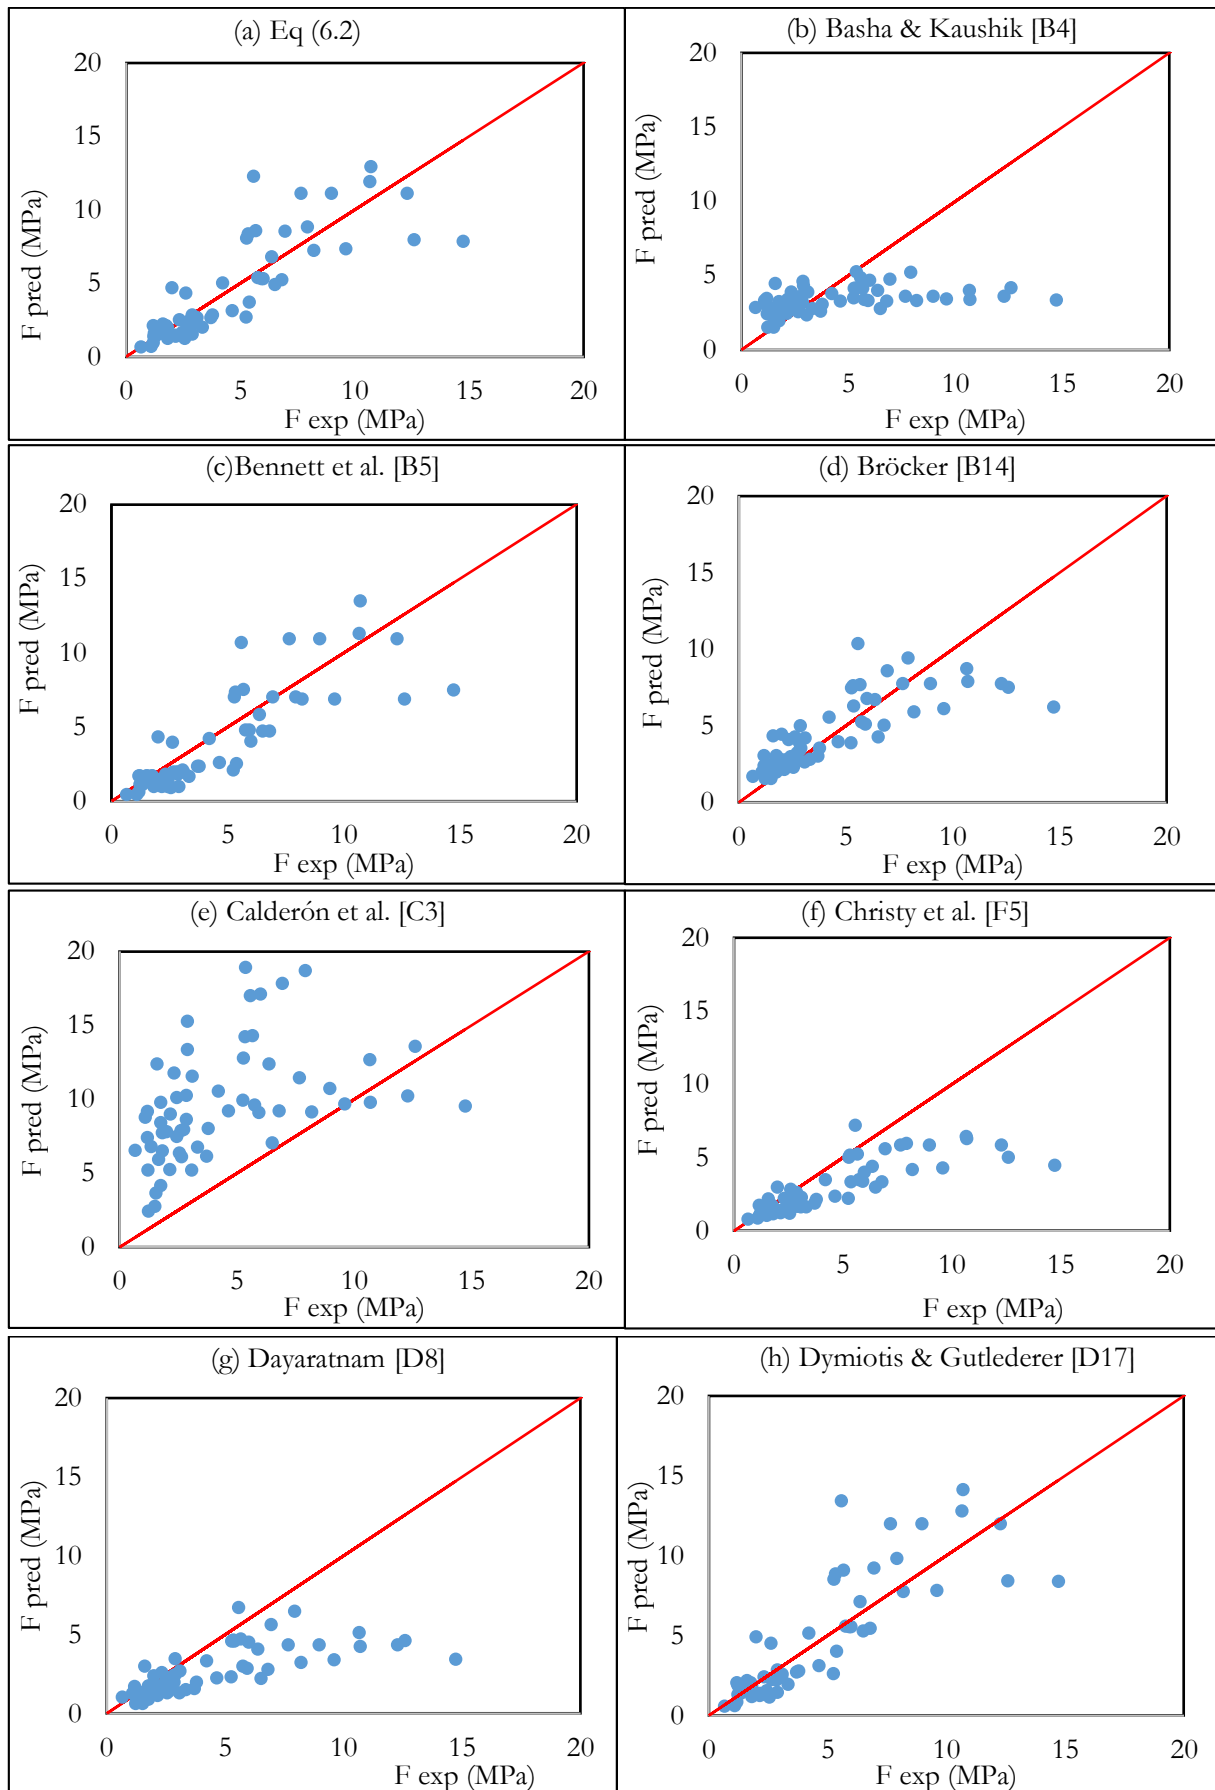 (a) Eq (6.2)
20
15
10
5
0
0 5 10 15 20
F pred (MPa)
F exp (MPa)
(b) Basha & Kaushik [B4]
20
15
10
5
0
0 5 10 15 20
F pred (MPa)
F exp (MPa)
(c)Bennett et al. [B5]
20
15
10
5
0
0 5 10 15 20
F pred (MPa)
F exp (MPa)
(d) Bröcker [B14]
20
15
10
5
0
0 5 10 15 20
F pred (MPa)
F exp (MPa)
(e) Calderón et al. [C3]
20
15
10
5
0
0 5 10 15 20
F pred (MPa)
F exp (MPa)
(f) Christy et al. [F5]
20
15
10
5
0
0 5 10 15 20
F pred (MPa)
F exp (MPa)
(g) Dayaratnam [D8]
20
15
10
5
0
0 5 10 15 20
F pred (MPa)
F exp (MPa)
(h) Dymiotis & Gutlederer [D17]
20
15
10
5
0
0 5 10 15 20
F pred (MPa)
F exp (MPa)